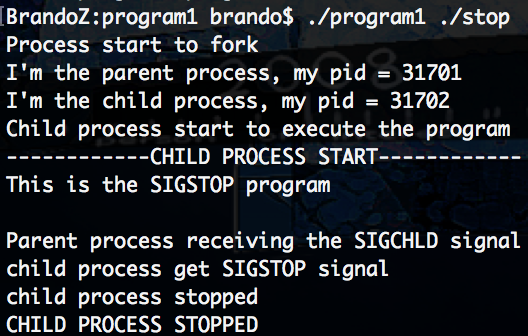 BrandoZ:program1 brando$ ./program1 ./stop
Process start to fork
I'm the parent process, my pid = 31701
I'm the child process, my pid = 31702
Child process start to execute the program
------------CHILD PROCESS START------------
This is the SIGSTOP program
Parent process receiving the SIGCHLD signal
child process get SIGSTOP signal
child process stopped
CHILD PROCESS STOPPED